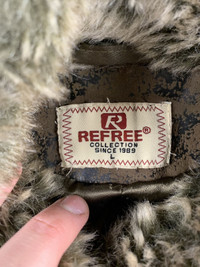 R
REFREE®
COLLECTION
SINCE 1989
L